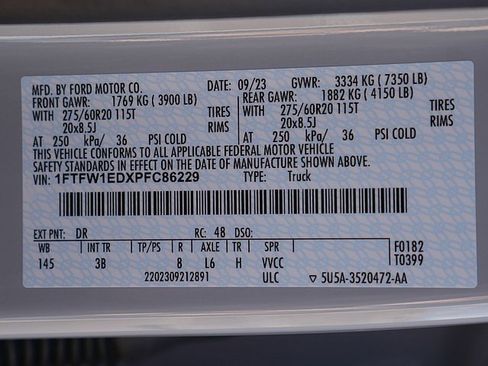 MFD. BY FORD MOTOR CO. DATE: 09/23 GVWR: 3334 KG ( 7350 LB)
FRONT GAWR: 1769 KG ( 3900 LB) REAR GAWR: 1882 KG ( 4150 LB)
WITH 275/60R20 115T TIRES WITH 275/60R20 115T TIRES
20x8.5J RIMS 20x8.5J RIMS
AT 250 kPa/ 36 PSI COLD AT 250 kPa/ 36 PSI COLD
THIS VEHICLE CONFORMS TO ALL APPLICABLE FEDERAL MOTOR VEHICLE
SAFETY STANDARDS IN EFFECT ON THE DATE OF MANUFACTURE SHOWN ABOVE.
VIN: 1FTFW1EDXPFC86229 TYPE: Truck
EXT PNT: DR RC: 48 DSO: F0182
WB INT TR TP/PS R AXLE TR SPR T0399
145 3B 8 L6 H VVCC
2202309212891 ULC ▽ 5U5A-3520472-AA